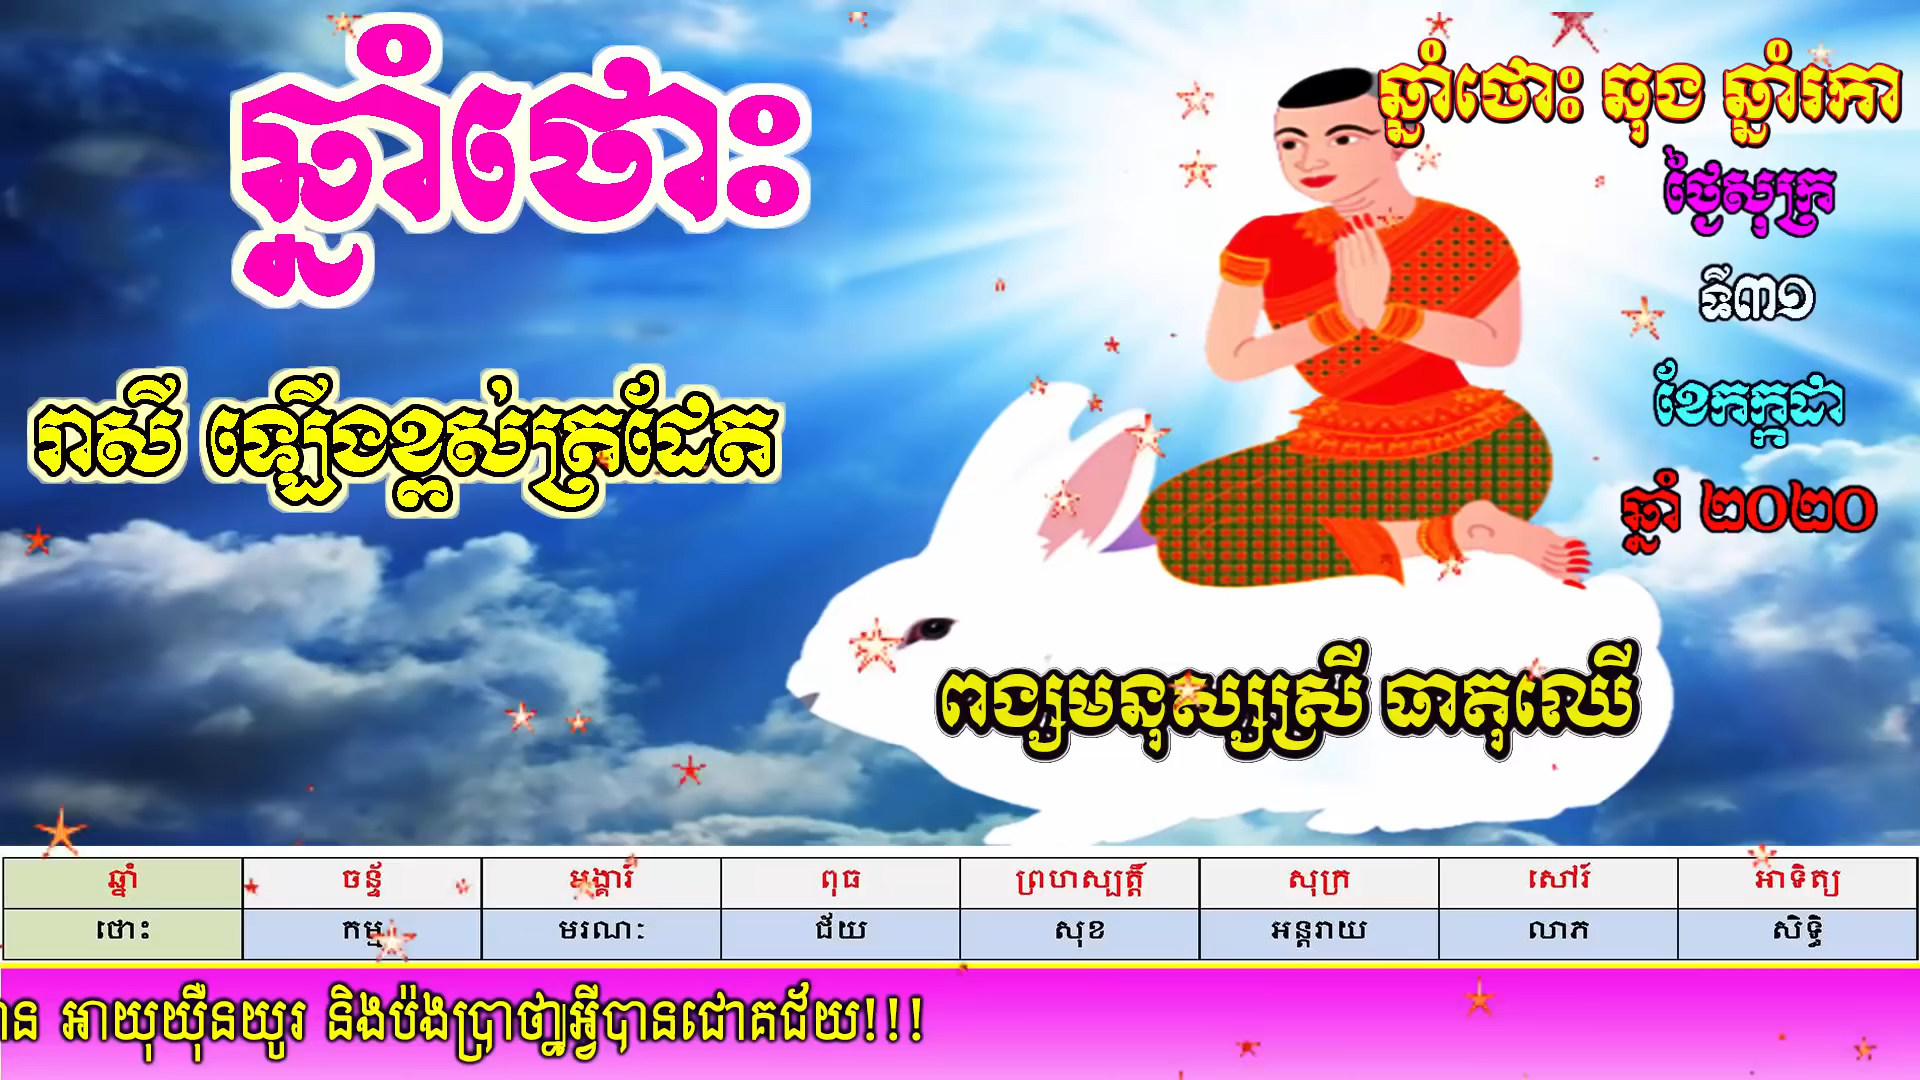 ឆ្នាំថោះ
រាសី ឡើងខ្ពស់ត្រដែត
ឆ្នាំថោះ ឆុង ឆ្នាំរកា
ថ្ងៃសុក្រ
ទី៣១
ខែកក្កដា
ឆ្នាំ ២០២០
ពង្សមនុស្សស្រី ធាតុឈើ
ឆ្នាំ ចន្ទ័ អង្គារ៍ ពុធ ព្រហស្បត្តិ៍ សុក្រ សៅរ៍ អាទិត្យ
ថោះ កម្ម មរណៈ ជ័យ សុខ អន្តរាយ លាភ សិទ្ធិ
អាយុយ៉ឺនយូរ និងប៉ងប្រាថ្នាអ្វីបានជោគជ័យ!!!